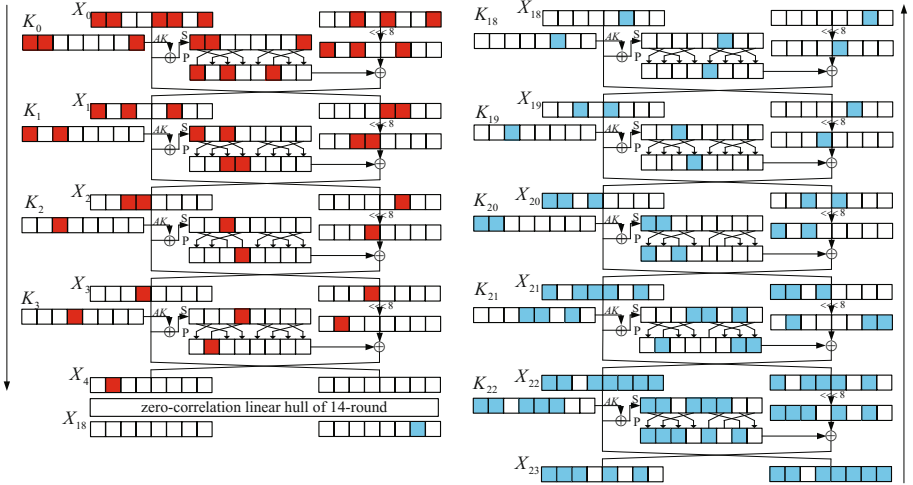 X0
K0
AK
S
P
<<< 8
X1
K1
AK
S
P
<<< 8
X2
K2
AK
S
P
<<< 8
X3
K3
AK
S
P
<<< 8
X4
zero-correlation linear hull of 14-round
X18
X18
K18
AK
S
P
<<< 8
X19
K19
AK
S
P
<<< 8
X20
K20
AK
S
P
<<< 8
X21
K21
AK
S
P
<<< 8
X22
K22
AK
S
P
<<< 8
X23